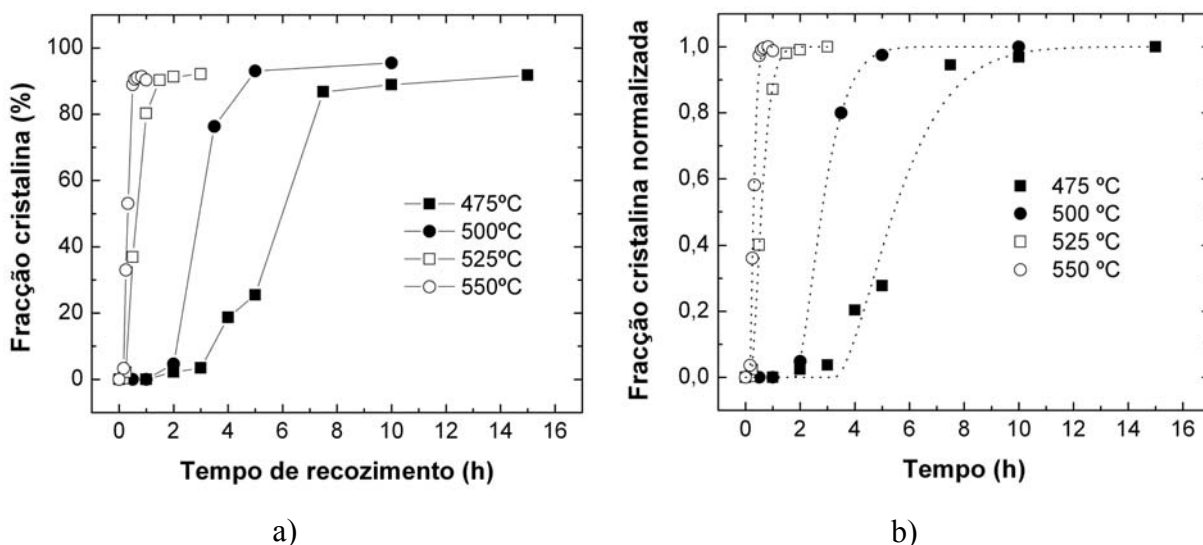 100
80
60
40
20
0
Fracção cristalina (%)
475ºC
500ºC
525ºC
550ºC
0 2 4 6 8 10 12 14 16
Tempo de recozimento (h)
a)
1,0
0,8
0,6
0,4
0,2
0,0
Fracção cristalina normalizada
475 ºC
500 ºC
525 ºC
550 ºC
0 2 4 6 8 10 12 14 16
Tempo (h)
b)